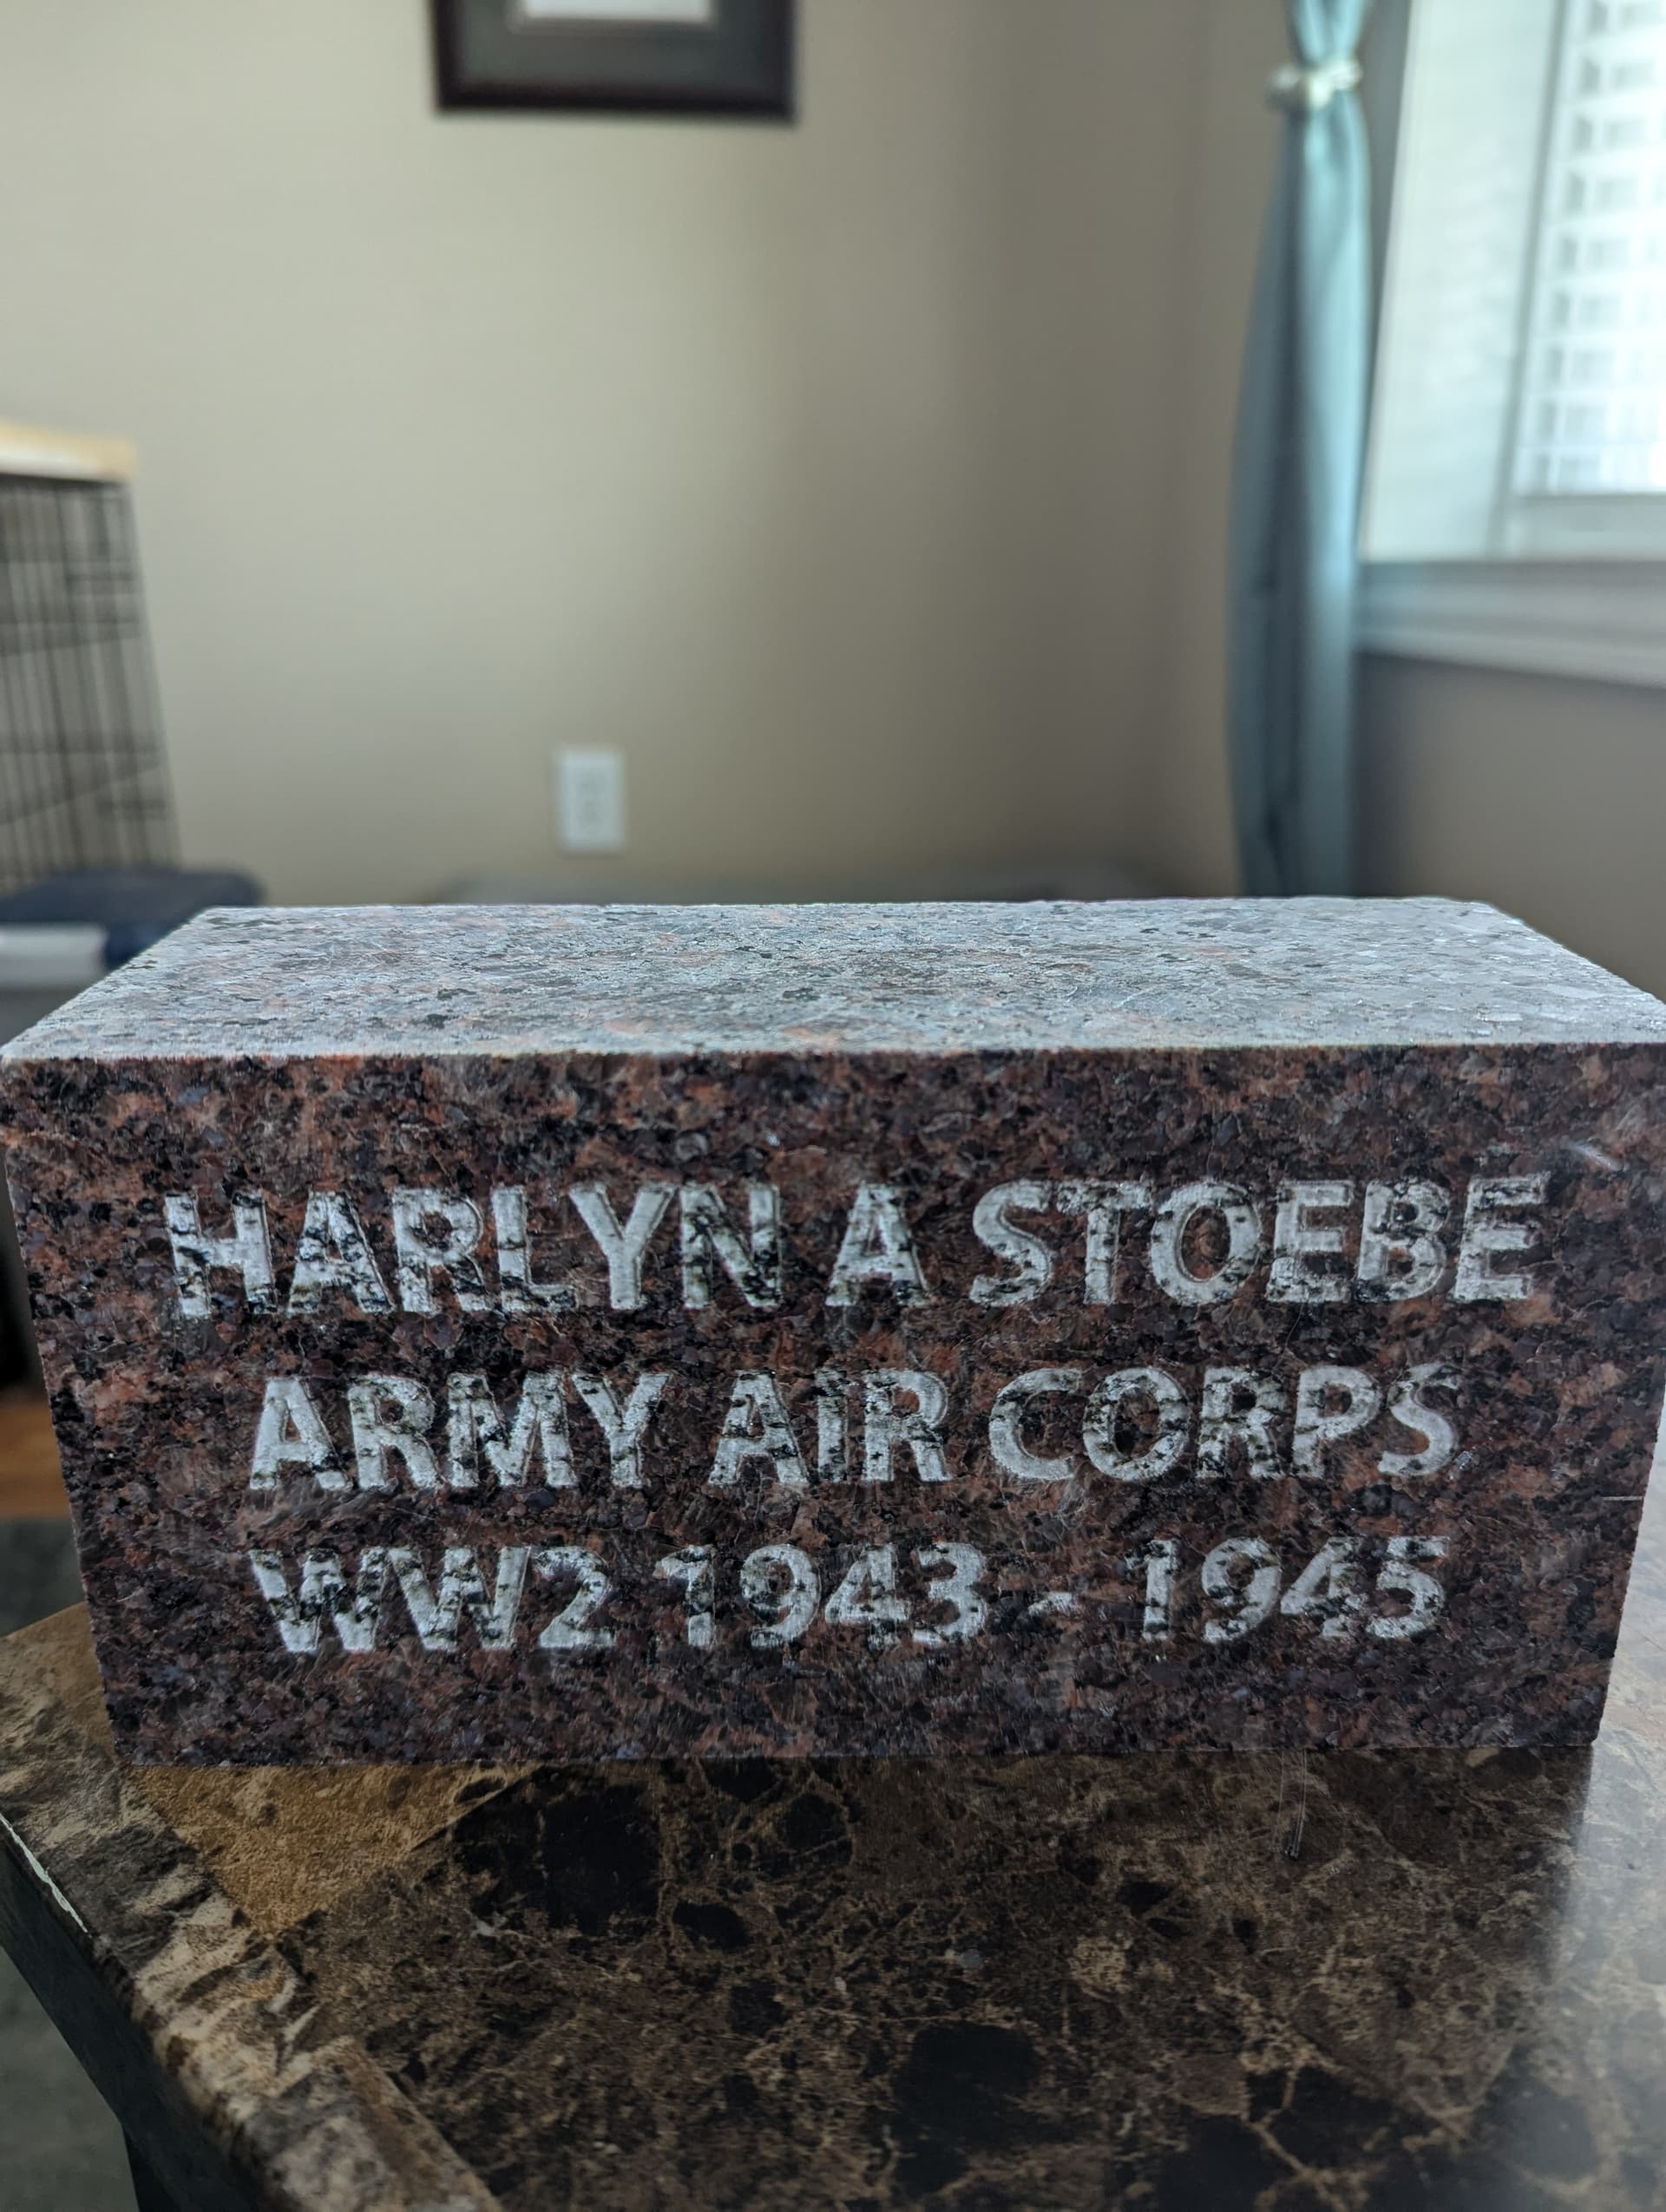 HARLYN A STOEBE
ARMY AIR CORPS
WW2 1943 - 1945